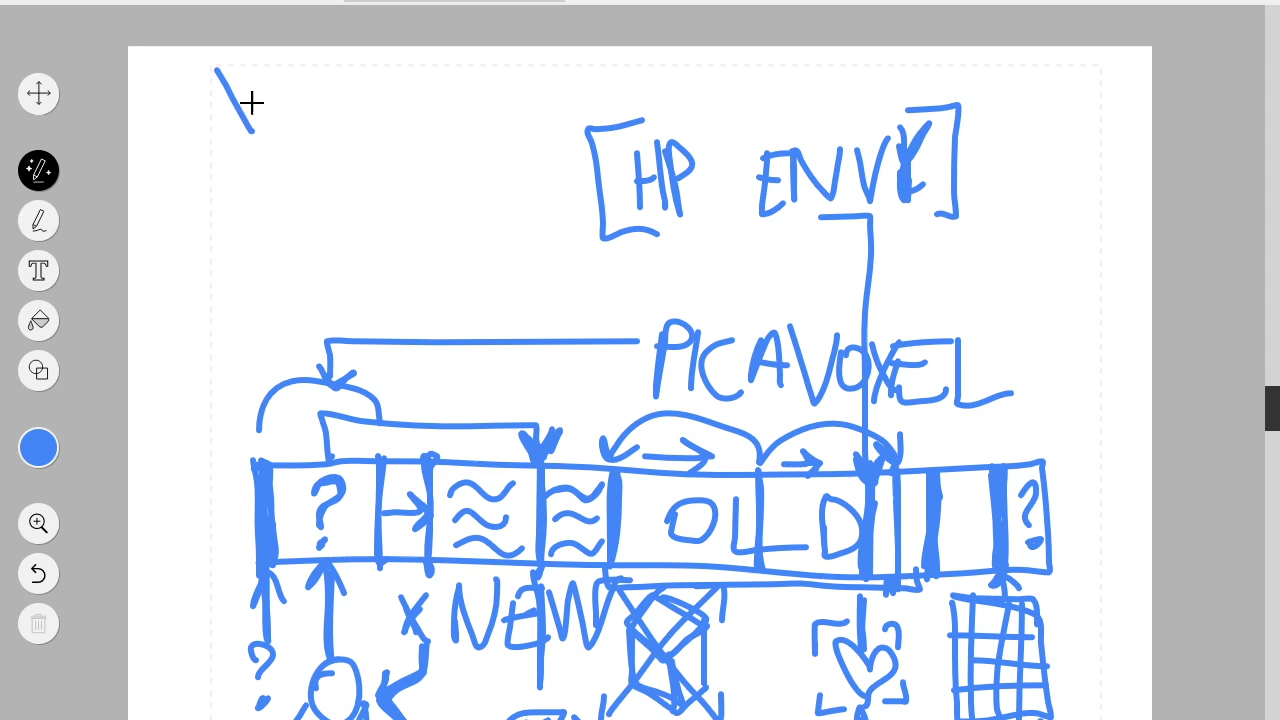 [HP ENVY]
PICAVOXEL
? OLD ?
X NEW
?